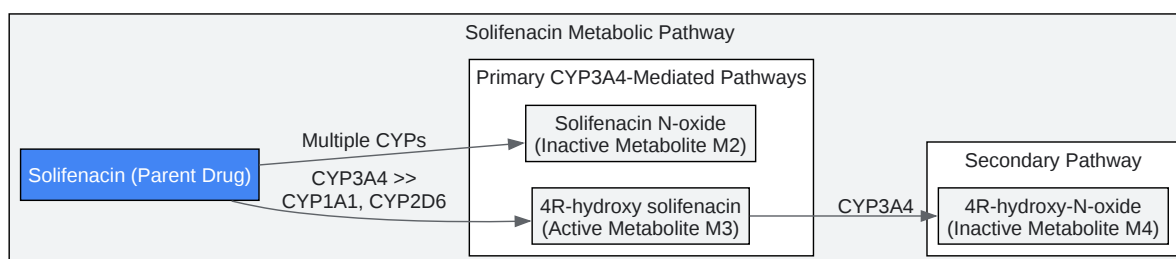 Solifenacin Metabolic Pathway
Primary CYP3A4-Mediated Pathways
Solifenacin (Parent Drug)
Multiple CYPs
Solifenacin N-oxide
(Inactive Metabolite M2)
CYP3A4 >>
CYP1A1, CYP2D6
4R-hydroxy solifenacin
(Active Metabolite M3)
CYP3A4
Secondary Pathway
4R-hydroxy-N-oxide
(Inactive Metabolite M4)